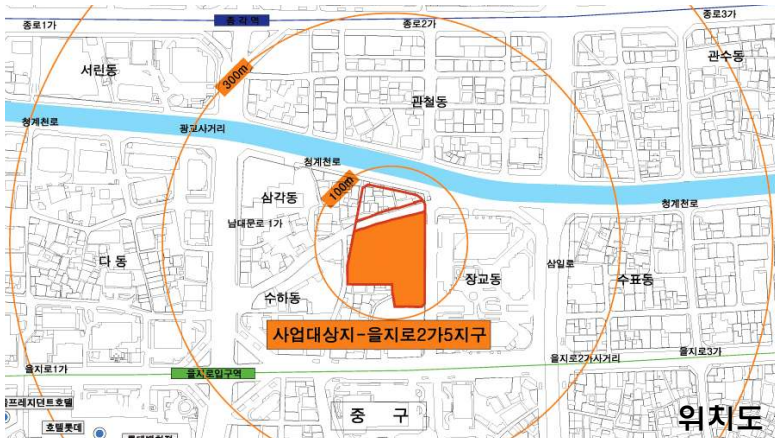 종각역
종로1가
종로2가
종로3가
관수동
서린동
300m
관철동
청계천로
광교사거리
청계천로
100m
삼각동
청계천로
남대문로 1가
다 동
장교동
삼일로
수표동
수하동
사업대상지-을지로2가5지구
을지로1가
을지로입구역
을지로2가사거리
을지로3가
중 구
위치도
호텔롯데